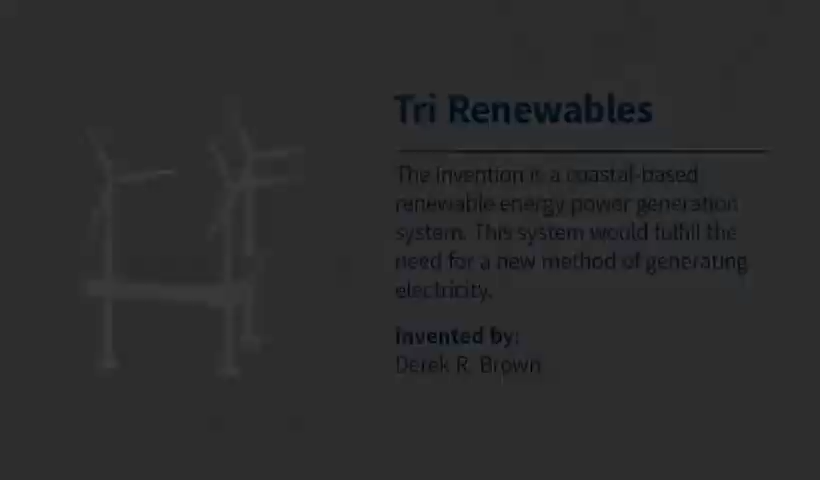 Tri Renewables
The invention is a coastal-based
renewable energy power generation
system. This system would fulfill the
need for a new method of generating
electricity.
Invented by:
Derek R. Brown